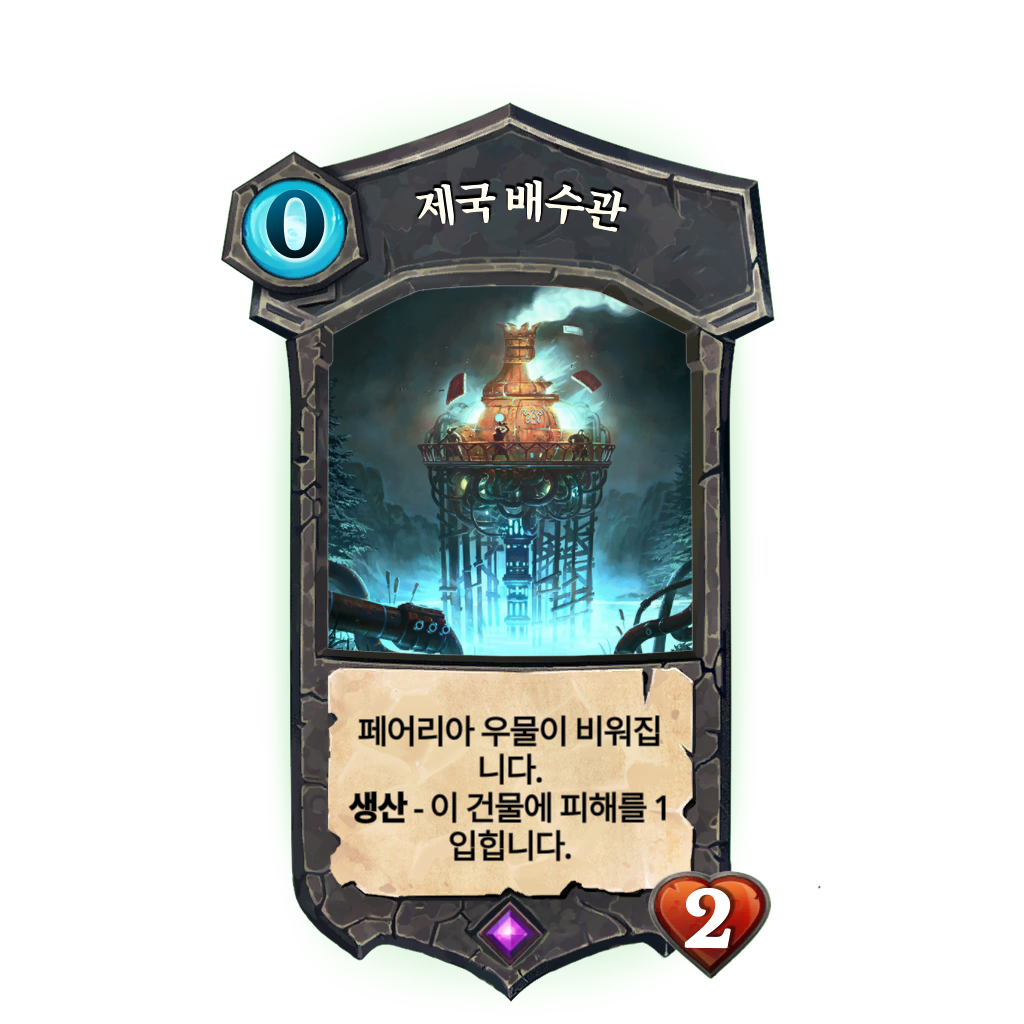 0
제국 배수관
페어리아 우물이 비워집
니다.
생산 - 이 건물에 피해를 1
입힙니다.
2